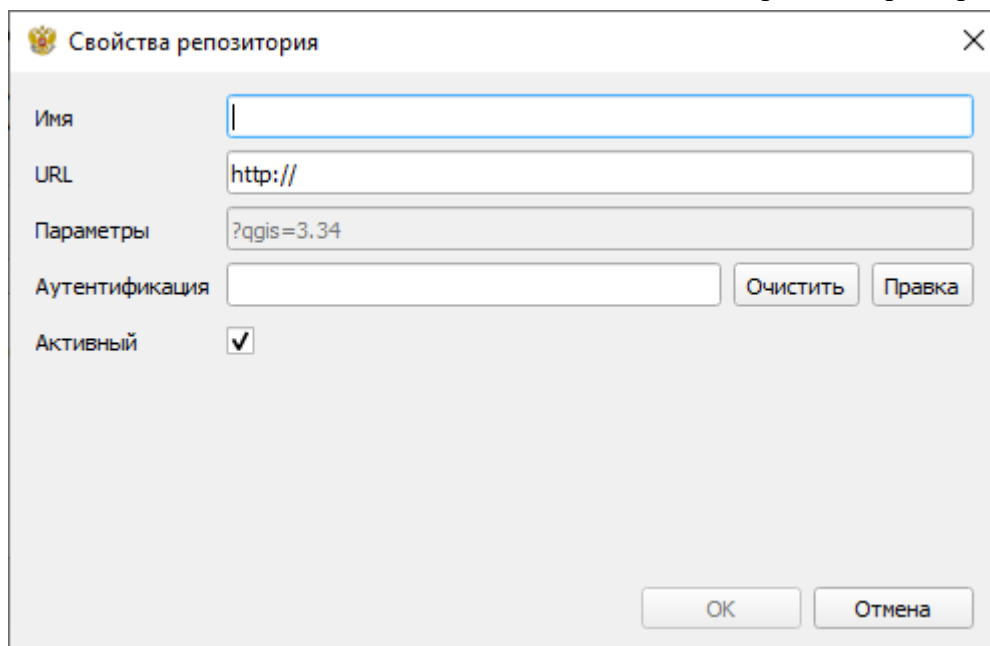 Свойства репозитория
Имя
URL http://
Параметры ?qgis=3.34
Аутентификация Очистить Правка
Активный
OK Отмена